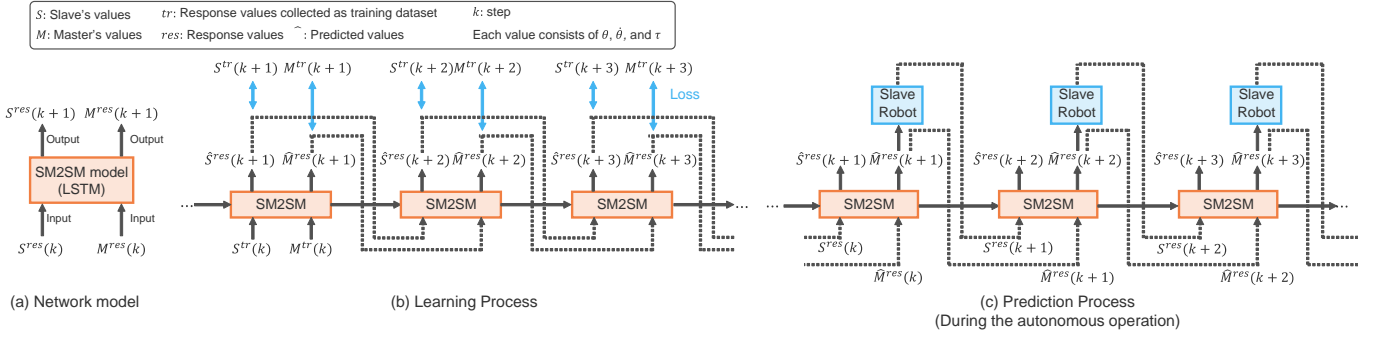 S: Slave's values tr: Response values collected as training dataset k: step
M: Master's values res: Response values ^: Predicted values Each value consists of θ, θ̇, and τ
S^res(k+1) M^res(k+1)
Output Output
SM2SM model
(LSTM)
Input Input
S^res(k) M^res(k)
(a) Network model
S^tr(k+1) M^tr(k+1) S^tr(k+2) M^tr(k+2) S^tr(k+3) M^tr(k+3)
Loss
Ŝ^res(k+1) M̂^res(k+1) Ŝ^res(k+2) M̂^res(k+2) Ŝ^res(k+3) M̂^res(k+3)
... SM2SM SM2SM SM2SM ...
S^tr(k) M^tr(k)
(b) Learning Process
Slave Slave Slave
Robot Robot Robot
Ŝ^res(k+1) M̂^res(k+1) Ŝ^res(k+2) M̂^res(k+2) Ŝ^res(k+3) M̂^res(k+3)
... SM2SM SM2SM SM2SM ...
S^res(k) S^res(k+1) S^res(k+2)
M̂^res(k) M̂^res(k+1) M̂^res(k+2)
(c) Prediction Process
(During the autonomous operation)